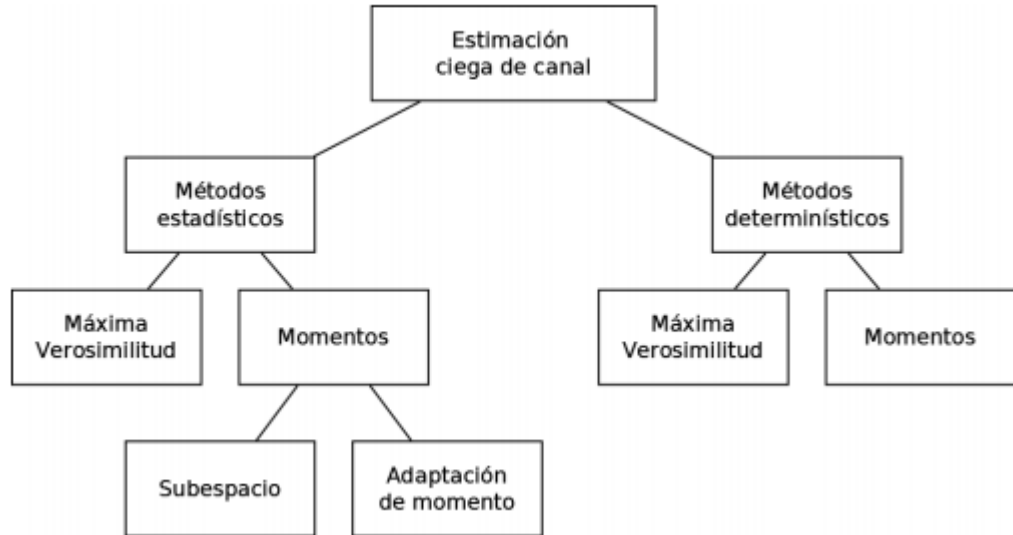 Estimación
ciega de canal
Métodos
estadísticos
Métodos
determinísticos
Máxima
Verosimilitud
Momentos
Máxima
Verosimilitud
Momentos
Subespacio
Adaptación
de momento